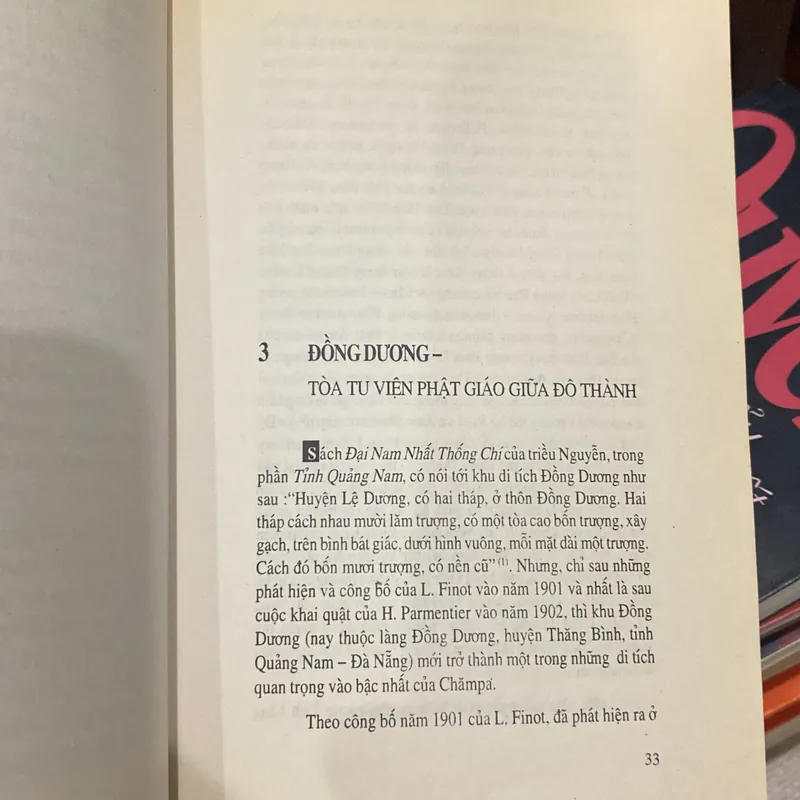 3 ĐỒNG DƯƠNG –
TÒA TU VIỆN PHẬT GIÁO GIỮA ĐÔ THÀNH
Sách Đại Nam Nhất Thống Chí của triều Nguyễn, trong
phần Tỉnh Quảng Nam, có nói tới khu di tích Đồng Dương như
sau :“Huyện Lệ Dương, có hai tháp, ở thôn Đồng Dương. Hai
tháp cách nhau mười lăm trượng, có một tòa cao bốn trượng, xây
gạch, trên bình bát giác, dưới hình vuông, mỗi mặt dài một trượng.
Cách đó bốn mươi trượng, có nền cũ”(1). Nhưng, chỉ sau những
phát hiện và công bố của L. Finot vào năm 1901 và nhất là sau
cuộc khai quật của H. Parmentier vào năm 1902, thì khu Đồng
Dương (nay thuộc làng Đồng Dương, huyện Thăng Bình, tỉnh
Quảng Nam – Đà Nẵng) mới trở thành một trong những di tích
quan trọng vào bậc nhất của Chămpa.
Theo công bố năm 1901 của L. Finot, đã phát hiện ra ở
33